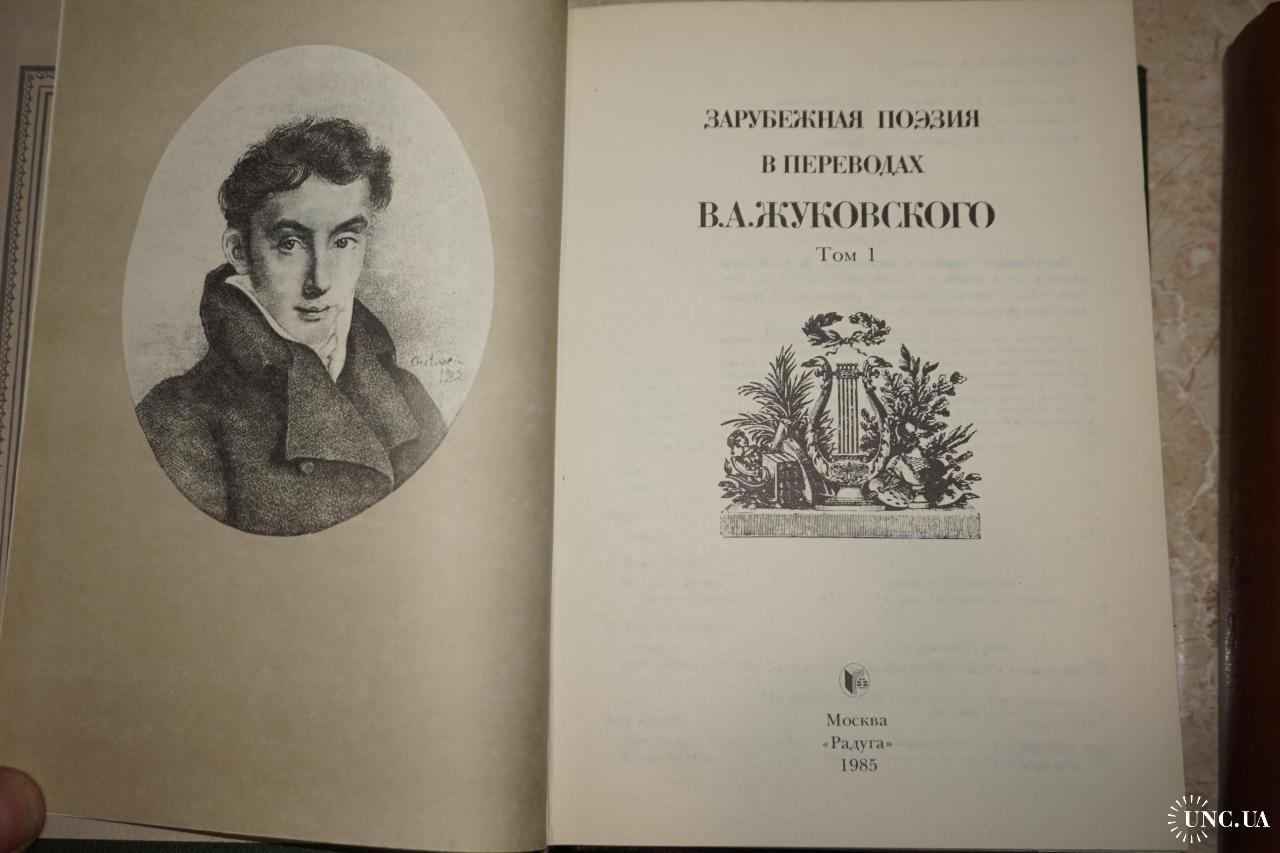 ЗАРУБЕЖНАЯ ПОЭЗИЯ
В ПЕРЕВОДАХ
В.А.ЖУКОВСКОГО
Том 1
Москва
«Радуга»
1985
UNC.UA